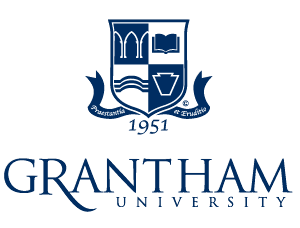 ©
Praestantia et Eruditio
1951
GRANTHAM
UNIVERSITY